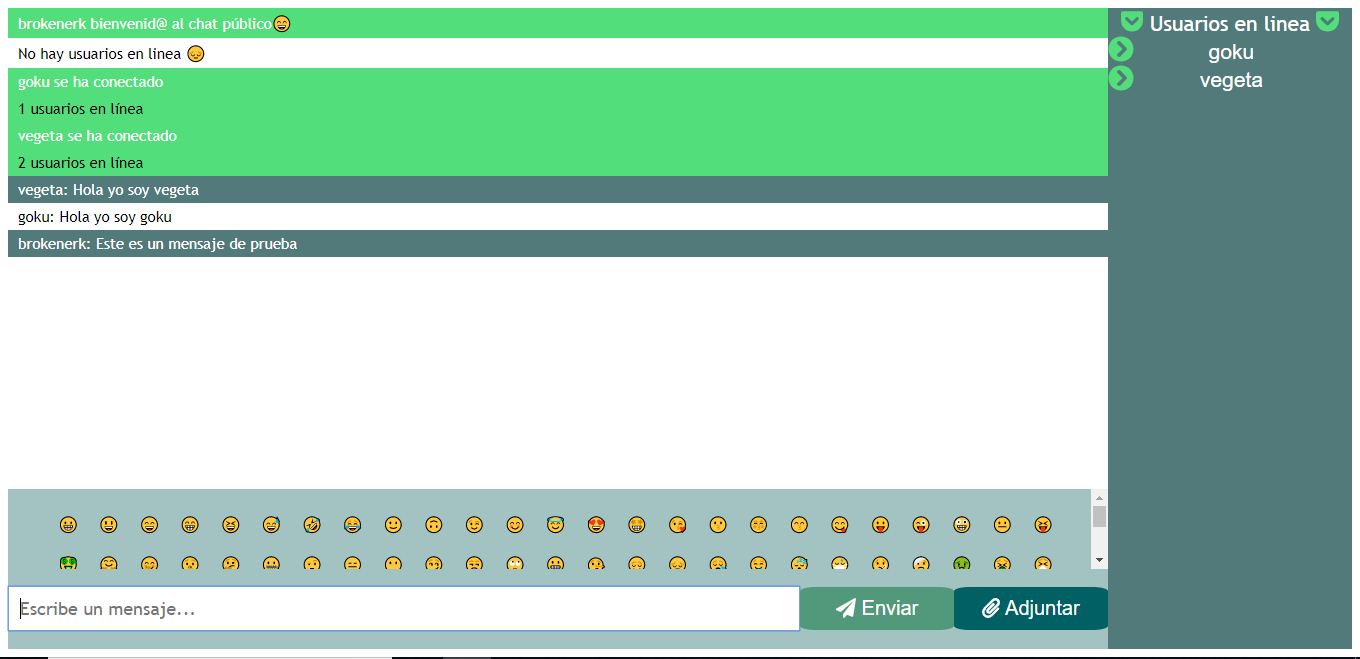 brokenerk bienvenid@ al chat público😄
No hay usuarios en linea 😔
goku se ha conectado
1 usuarios en línea
vegeta se ha conectado
2 usuarios en línea
vegeta: Hola yo soy vegeta
goku: Hola yo soy goku
brokenerk: Este es un mensaje de prueba
Escribe un mensaje...
Enviar
Adjuntar
Usuarios en linea
goku
vegeta